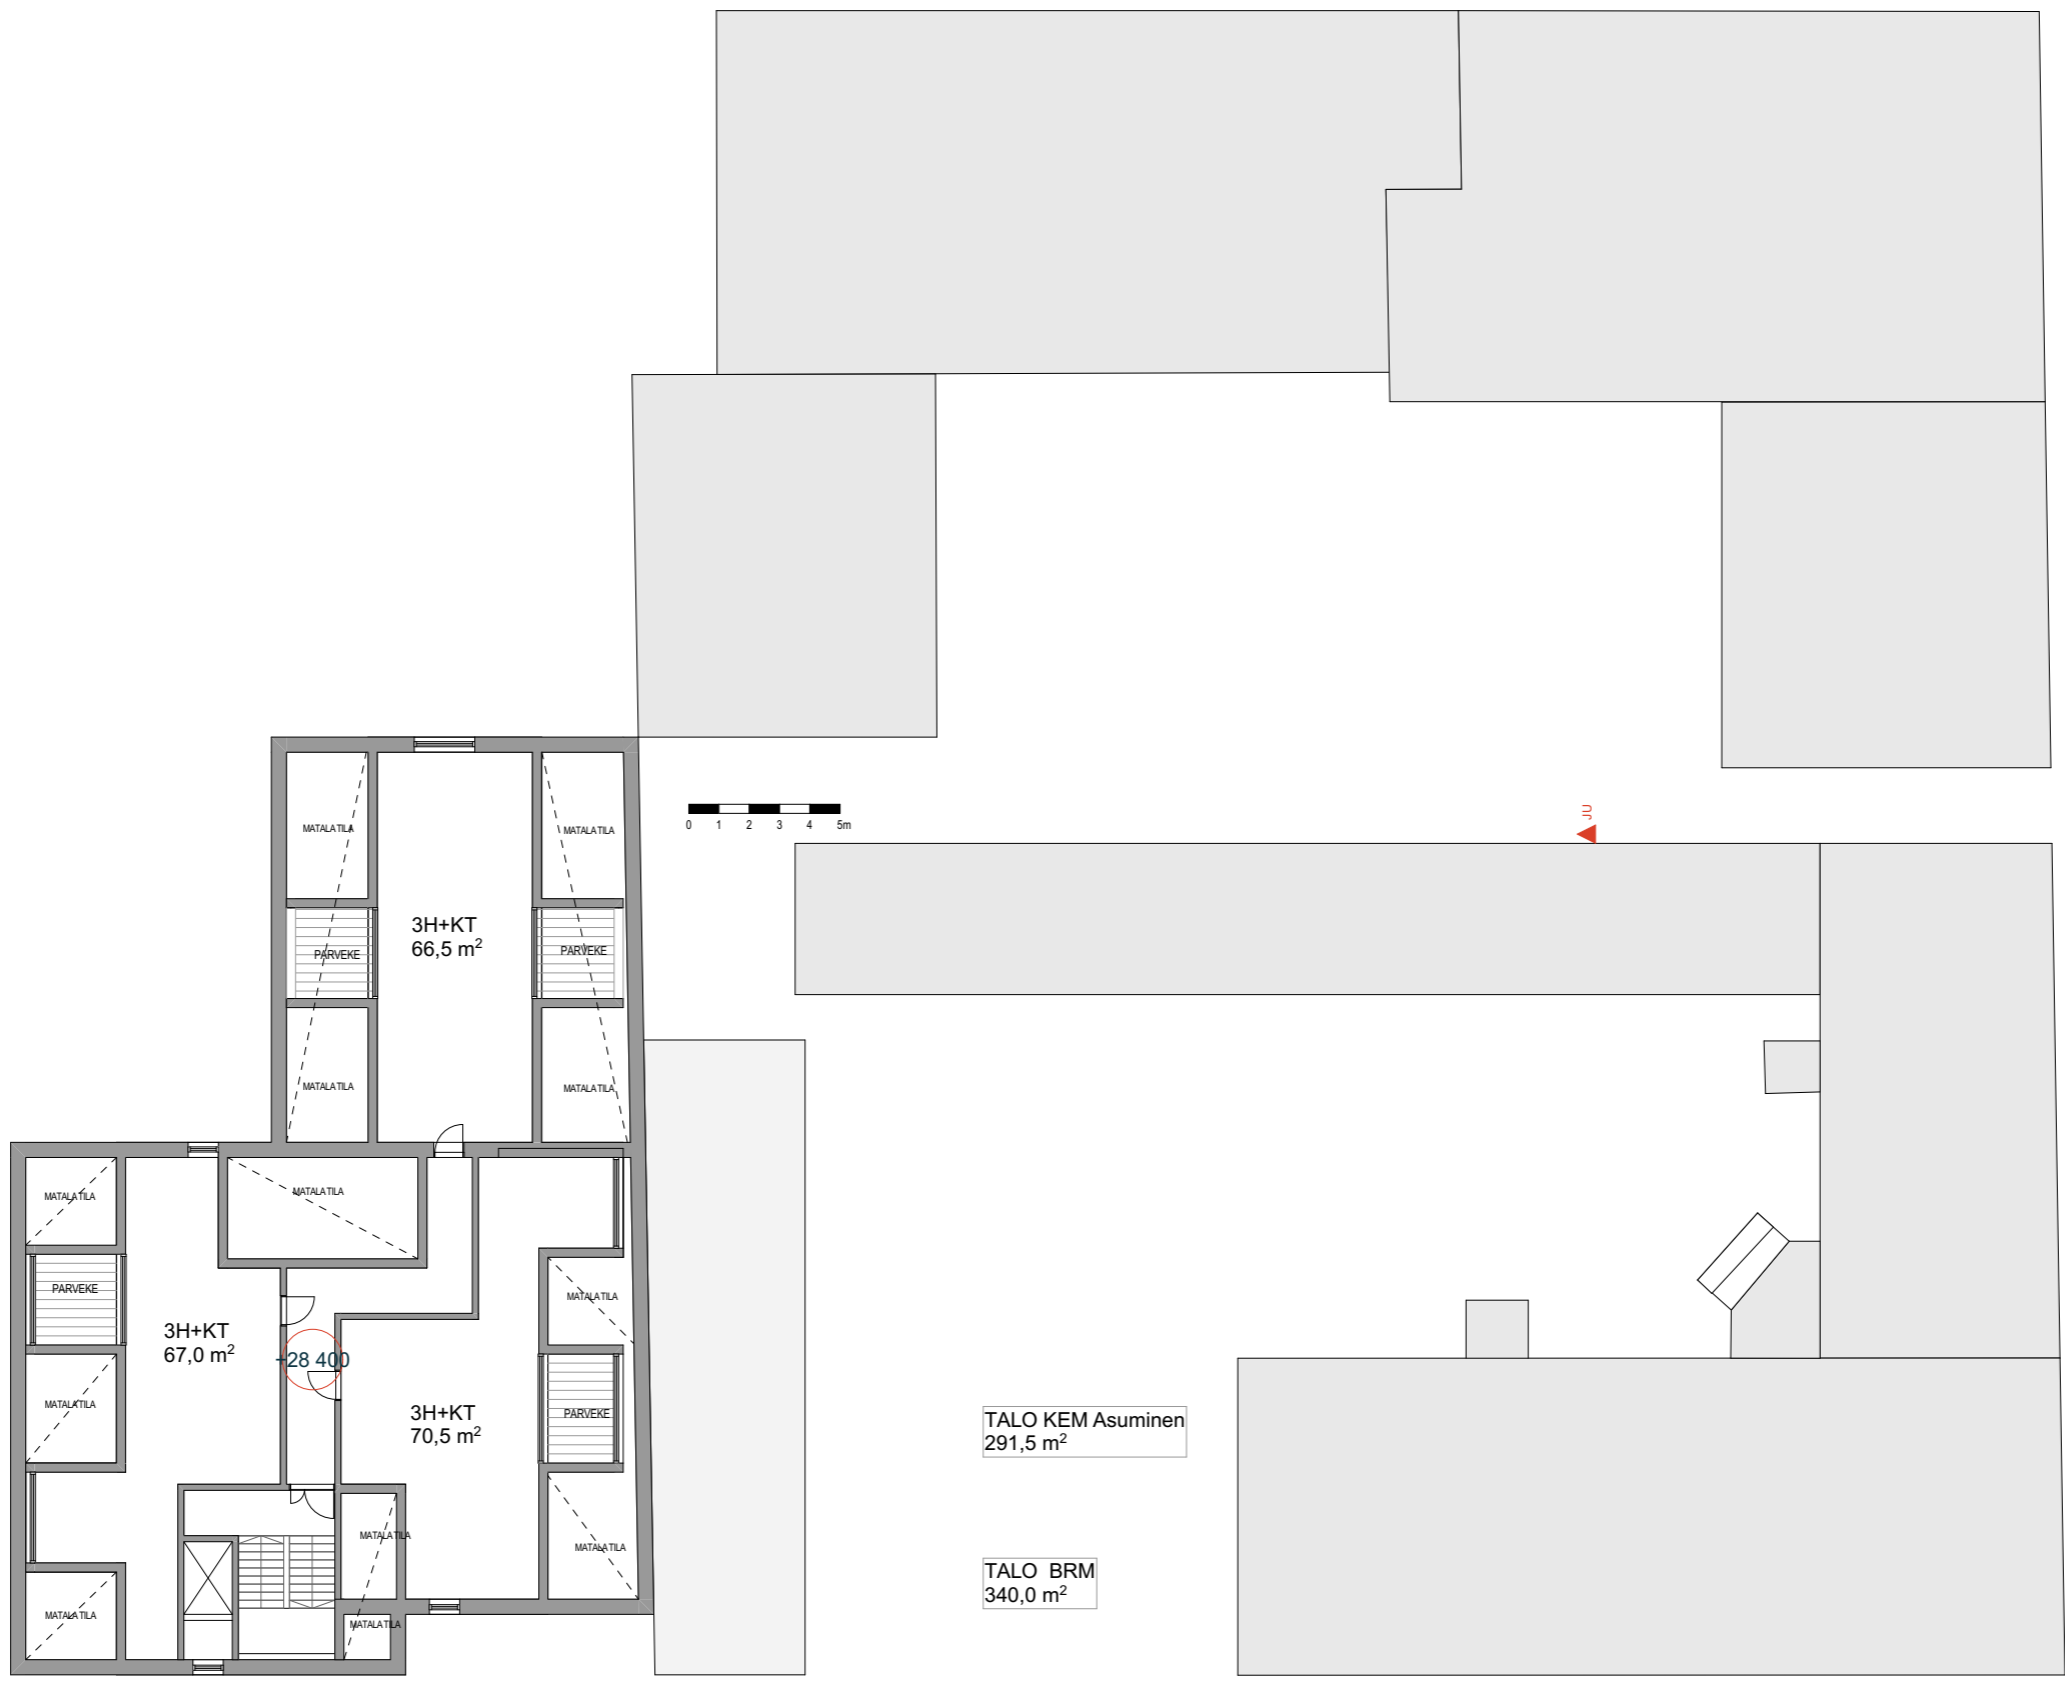 MATALA TILA
MATALA TILA
JU
0 1 2 3 4 5m
3H+KT
66,5 m²
PARVEKE
PARVEKE
MATALA TILA
MATALA TILA
MATALA TILA
MATALA TILA
PARVEKE
MATALA TILA
3H+KT
67,0 m²
+28 400
MATALA TILA
3H+KT
70,5 m²
PARVEKE
TALO KEM Asuminen
291,5 m²
MATALA TILA
MATALA TILA
TALO BRM
340,0 m²
MATALA TILA
MATALA TILA